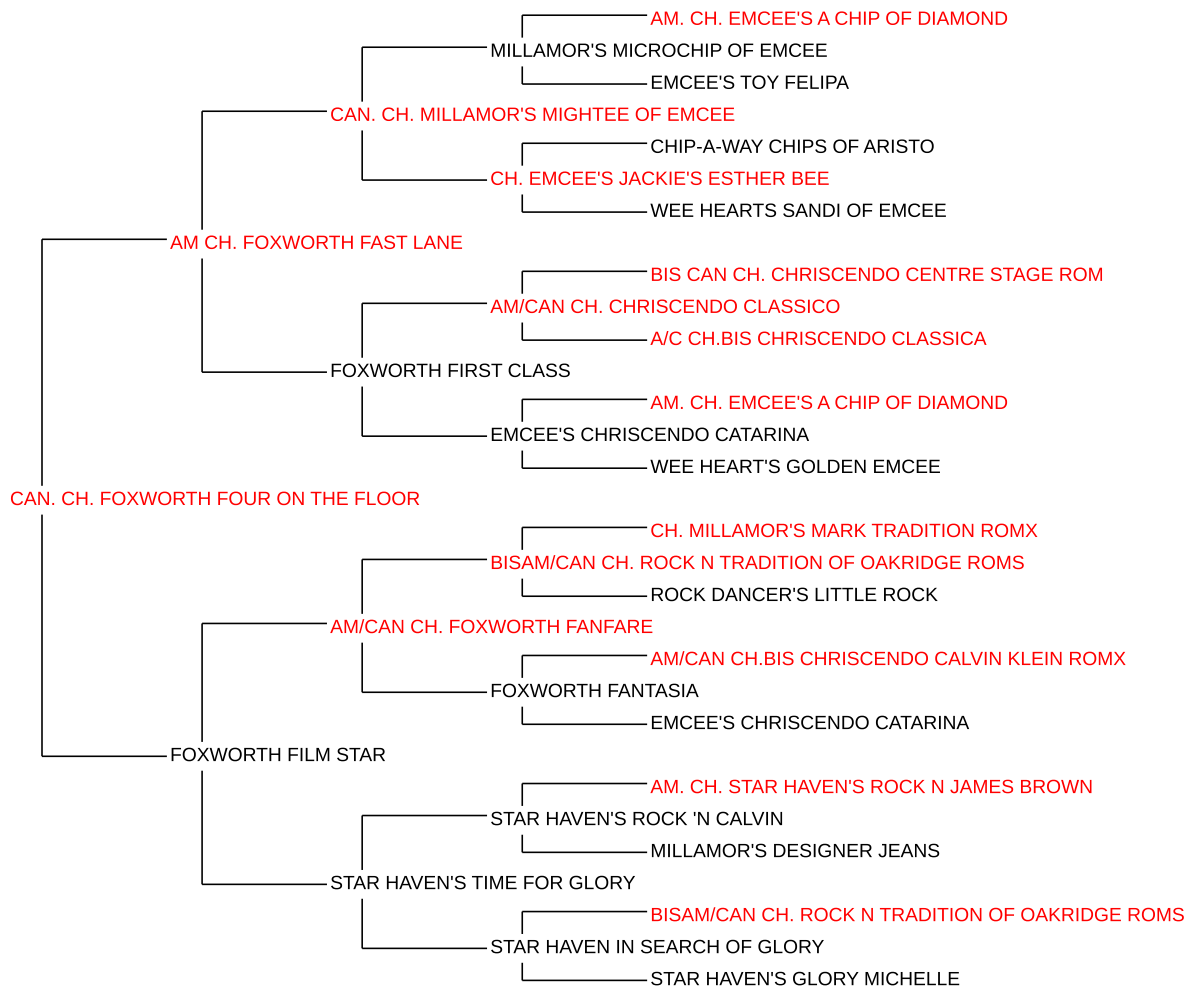 AM. CH. EMCEE'S A CHIP OF DIAMOND
MILLAMOR'S MICROCHIP OF EMCEE
EMCEE'S TOY FELIPA
CAN. CH. MILLAMOR'S MIGHTEE OF EMCEE
CHIP-A-WAY CHIPS OF ARISTO
CH. EMCEE'S JACKIE'S ESTHER BEE
WEE HEARTS SANDI OF EMCEE
AM CH. FOXWORTH FAST LANE
BIS CAN CH. CHRISCENDO CENTRE STAGE ROM
AM/CAN CH. CHRISCENDO CLASSICO
A/C CH.BIS CHRISCENDO CLASSICA
FOXWORTH FIRST CLASS
AM. CH. EMCEE'S A CHIP OF DIAMOND
EMCEE'S CHRISCENDO CATARINA
WEE HEART'S GOLDEN EMCEE
CAN. CH. FOXWORTH FOUR ON THE FLOOR
CH. MILLAMOR'S MARK TRADITION ROMX
BISAM/CAN CH. ROCK N TRADITION OF OAKRIDGE ROMS
ROCK DANCER'S LITTLE ROCK
AM/CAN CH. FOXWORTH FANFARE
AM/CAN CH.BIS CHRISCENDO CALVIN KLEIN ROMX
FOXWORTH FANTASIA
EMCEE'S CHRISCENDO CATARINA
FOXWORTH FILM STAR
AM. CH. STAR HAVEN'S ROCK N JAMES BROWN
STAR HAVEN'S ROCK 'N CALVIN
MILLAMOR'S DESIGNER JEANS
STAR HAVEN'S TIME FOR GLORY
BISAM/CAN CH. ROCK N TRADITION OF OAKRIDGE ROMS
STAR HAVEN IN SEARCH OF GLORY
STAR HAVEN'S GLORY MICHELLE